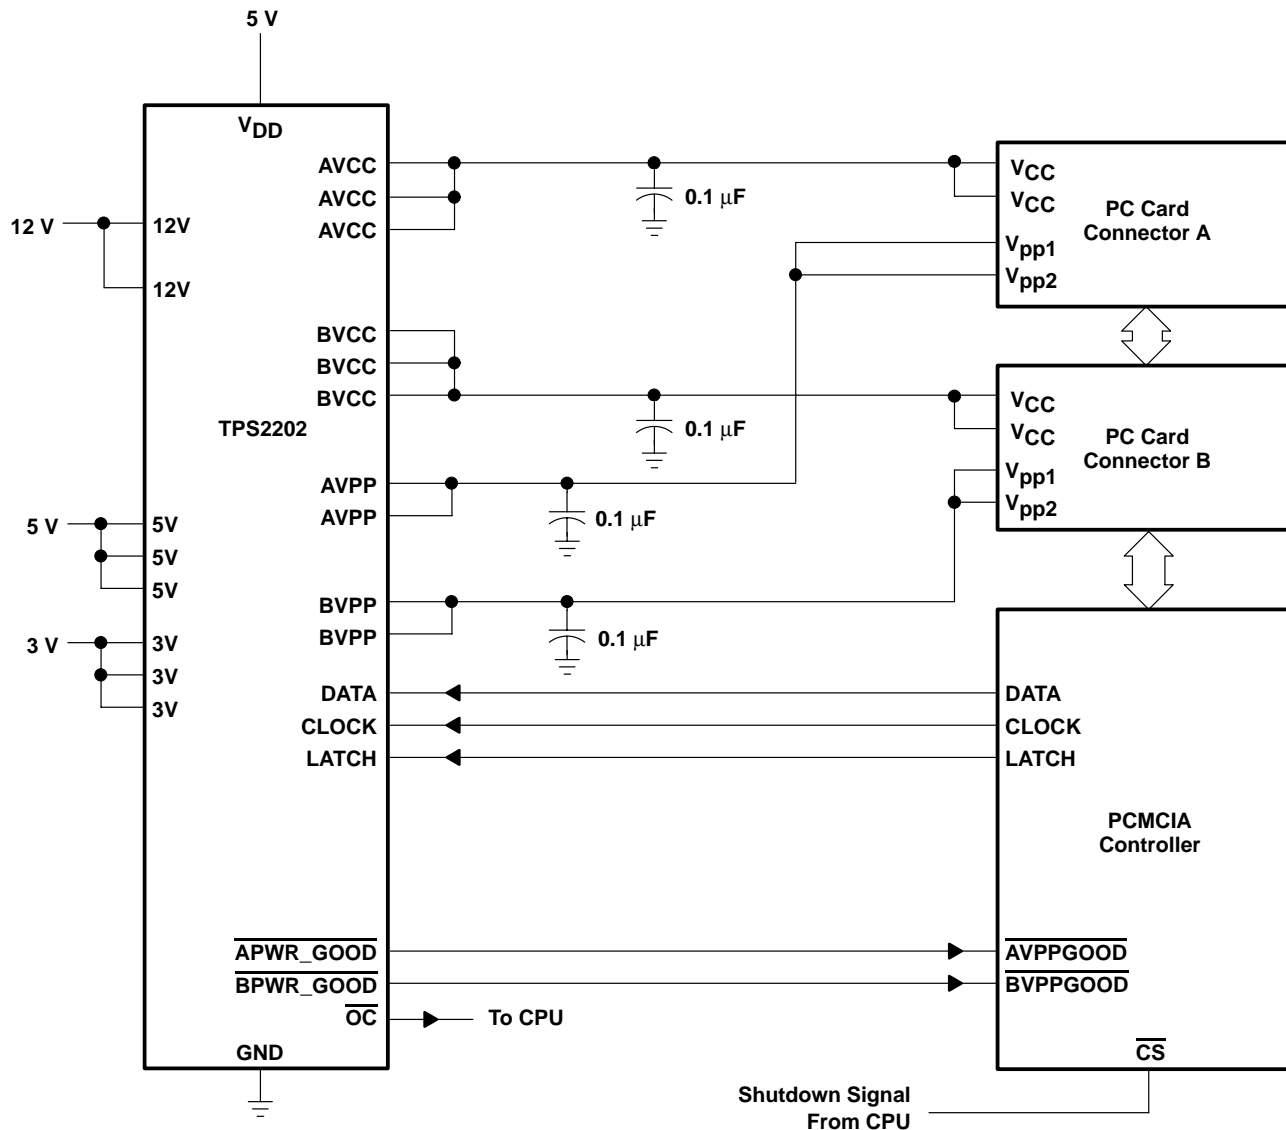 5 V
VDD
AVCC
AVCC
AVCC
12 V
12V
12V
BVCC
BVCC
BVCC
TPS2202
AVPP
AVPP
5 V
5V
5V
5V
BVPP
BVPP
3 V
3V
3V
3V
DATA
CLOCK
LATCH
APWR_GOOD
BPWR_GOOD
OC
To CPU
GND
0.1 μF
0.1 μF
0.1 μF
0.1 μF
VCC
VCC
Vpp1
Vpp2
PC Card
Connector A
VCC
VCC
Vpp1
Vpp2
PC Card
Connector B
DATA
CLOCK
LATCH
PCMCIA
Controller
AVPPGOOD
BVPPGOOD
CS
Shutdown Signal
From CPU